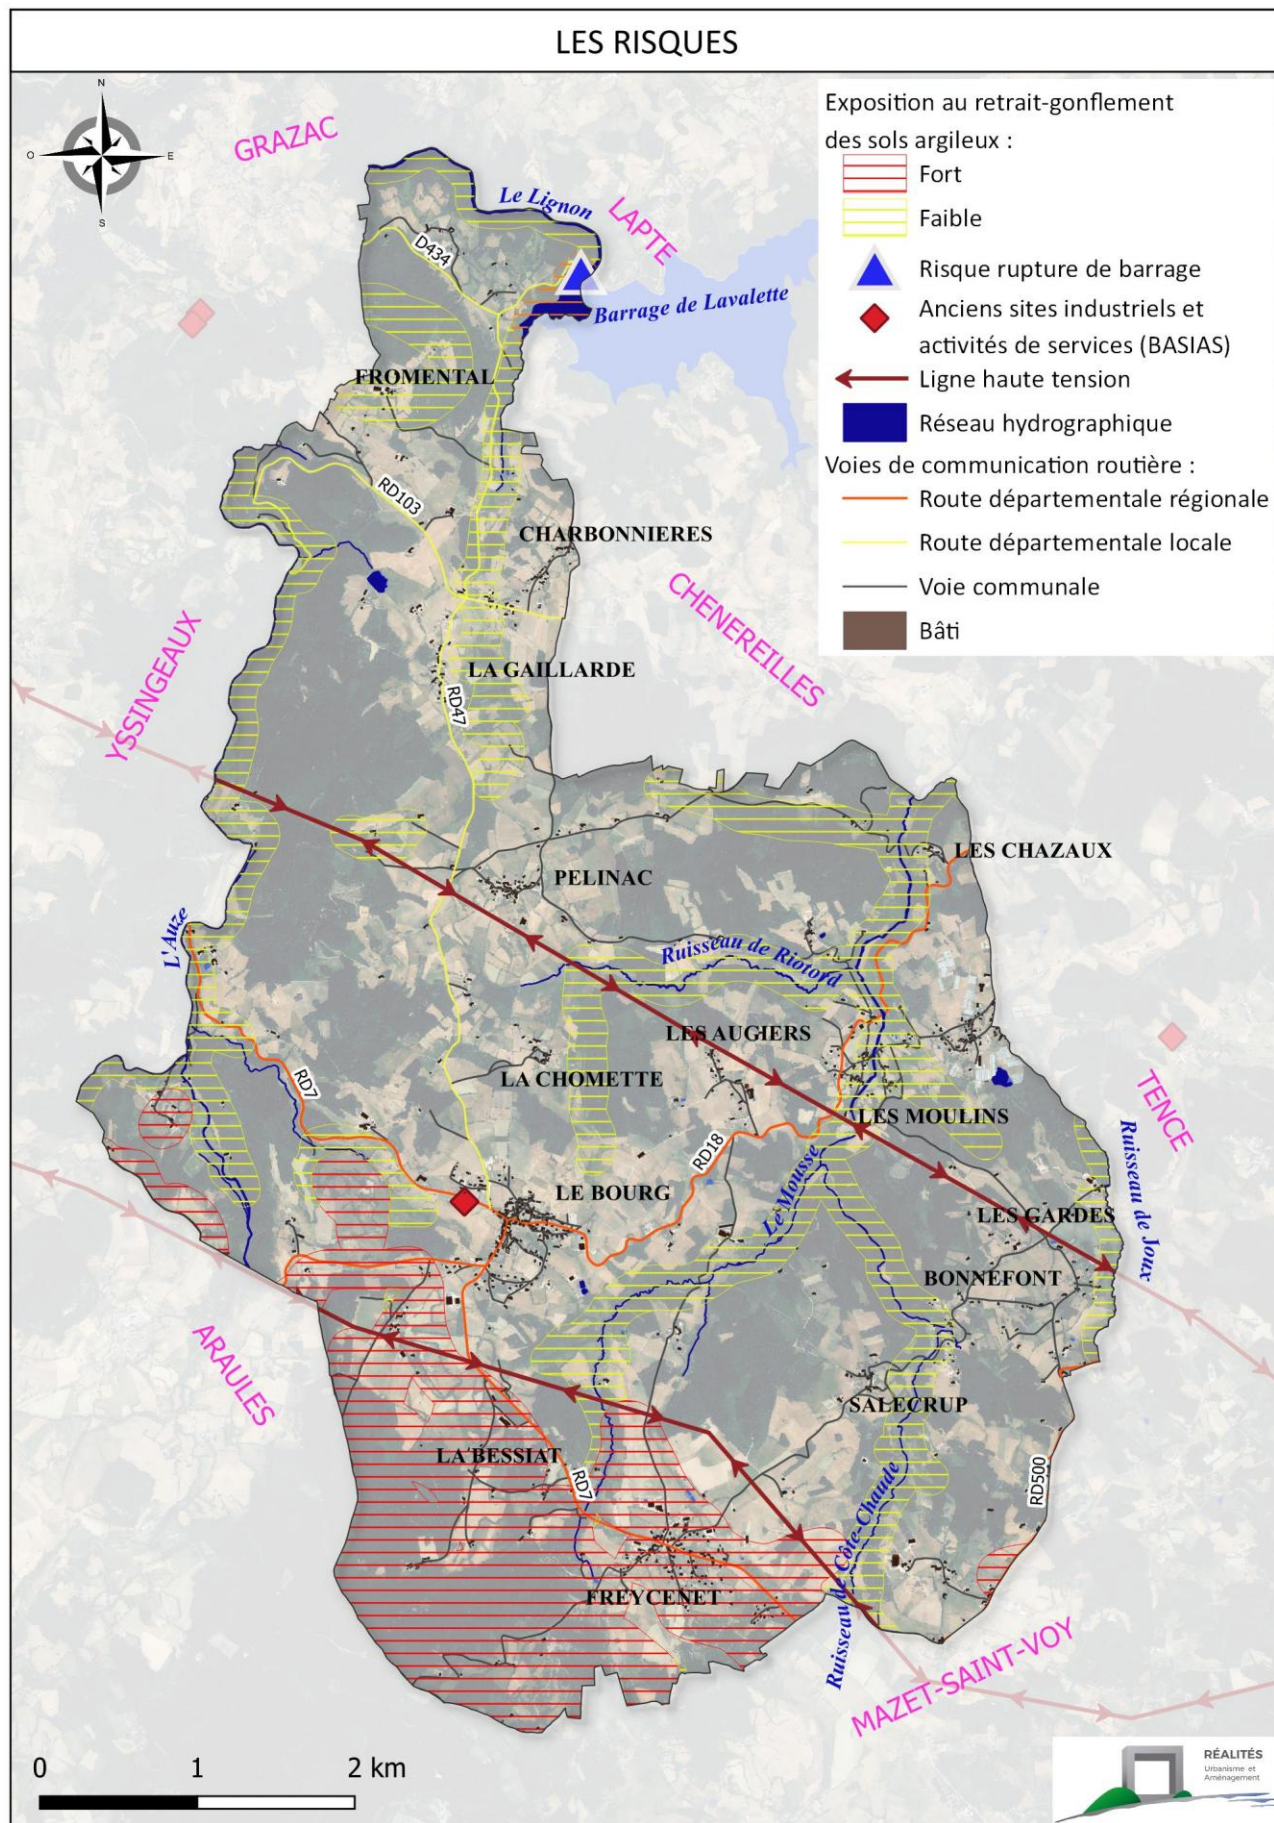 LES RISQUES
N
O
E
S
Exposition au retrait-gonflement
des sols argileux :
Fort
Faible
Risque rupture de barrage
Anciens sites industriels et
activités de services (BASIAS)
Ligne haute tension
Réseau hydrographique
Voies de communication routière :
Route départementale régionale
Route départementale locale
Voie communale
Bâti
GRAZAC
Le Lignon
LAPTE
D434
Barrage de Lavalette
FROMENTAL
RD103
CHARBONNIERES
CHENEREILLES
YSSINGEAUX
LA GAILLARDE
RD47
LES CHAZAUX
PELINAC
L'Auze
Ruisseau de Riotord
LES AUGIERS
RD7
LA CHOMETTE
LES MOULINS
TENCE
Ruisseau de Joux
RD18
LE BOURG
Le Mousse
LES GARDES
BONNEFONT
ARAULES
SALECRUP
LA BESSIAT
RD7
RD500
Ruisseau de Côte-Chaude
FREYCENET
MAZET-SAINT-VOY
0 1 2 km
RÉALITÉS
Urbanisme et
Aménagement